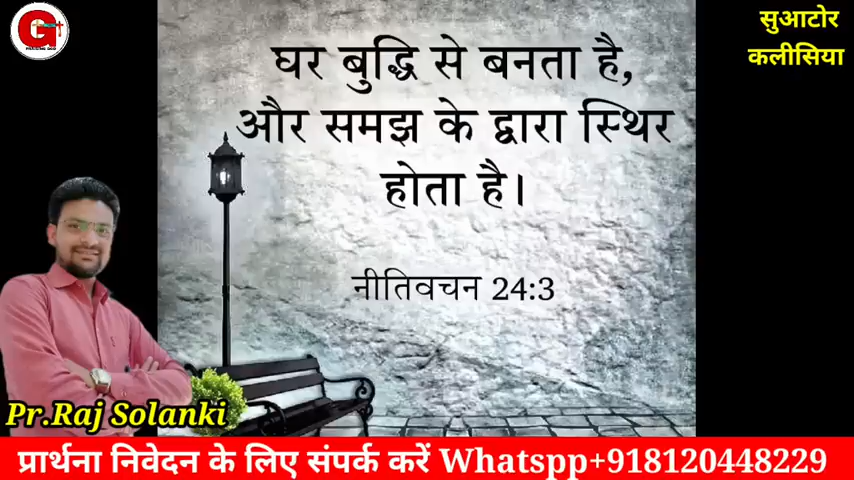 सुआटोर
कलीसिया
घर बुद्धि से बनता है,
और समझ के द्वारा स्थिर
होता है।
नीतिवचन 24:3
Pr.Raj Solanki
प्रार्थना निवेदन के लिए संपर्क करें Whatspp+918120448229